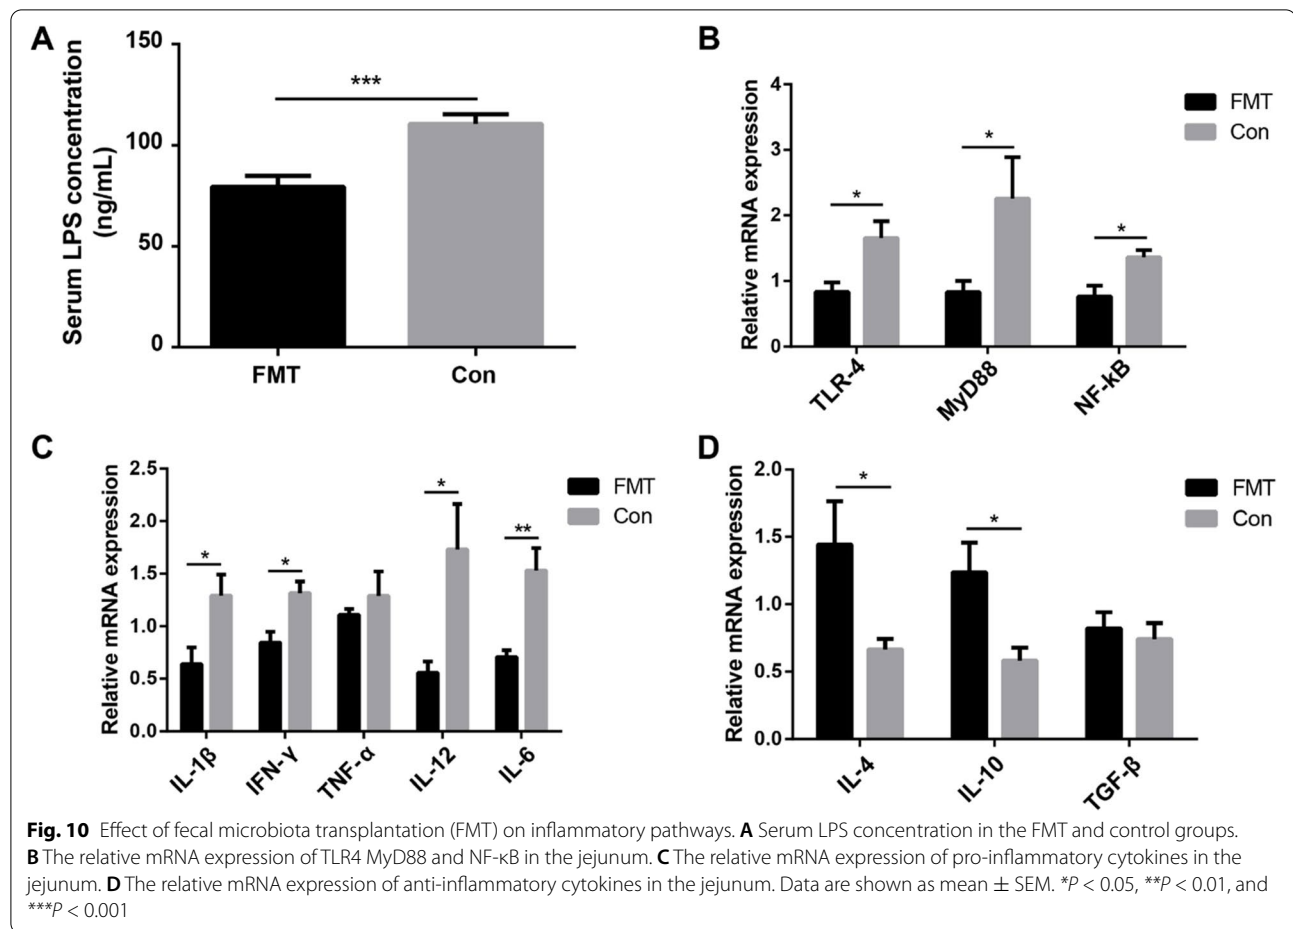 A
150
100
50
0
Serum LPS concentration
(ng/mL)
***
FMT
Con
B
4
3
2
1
0
Relative mRNA expression
*
*
*
TLR-4
MyD88
NF-kB
FMT
Con
C
2.5
2.0
1.5
1.0
0.5
0.0
Relative mRNA expression
*
*
*
**
IL-1β
IFN-γ
TNF-α
IL-12
IL-6
FMT
Con
D
2.0
1.5
1.0
0.5
0.0
Relative mRNA expression
*
*
IL-4
IL-10
TGF-β
FMT
Con
Fig. 10 Effect of fecal microbiota transplantation (FMT) on inflammatory pathways. A Serum LPS concentration in the FMT and control groups.
B The relative mRNA expression of TLR4 MyD88 and NF-κB in the jejunum. C The relative mRNA expression of pro-inflammatory cytokines in the
jejunum. D The relative mRNA expression of anti-inflammatory cytokines in the jejunum. Data are shown as mean ± SEM. *P < 0.05, **P < 0.01, and
***P < 0.001